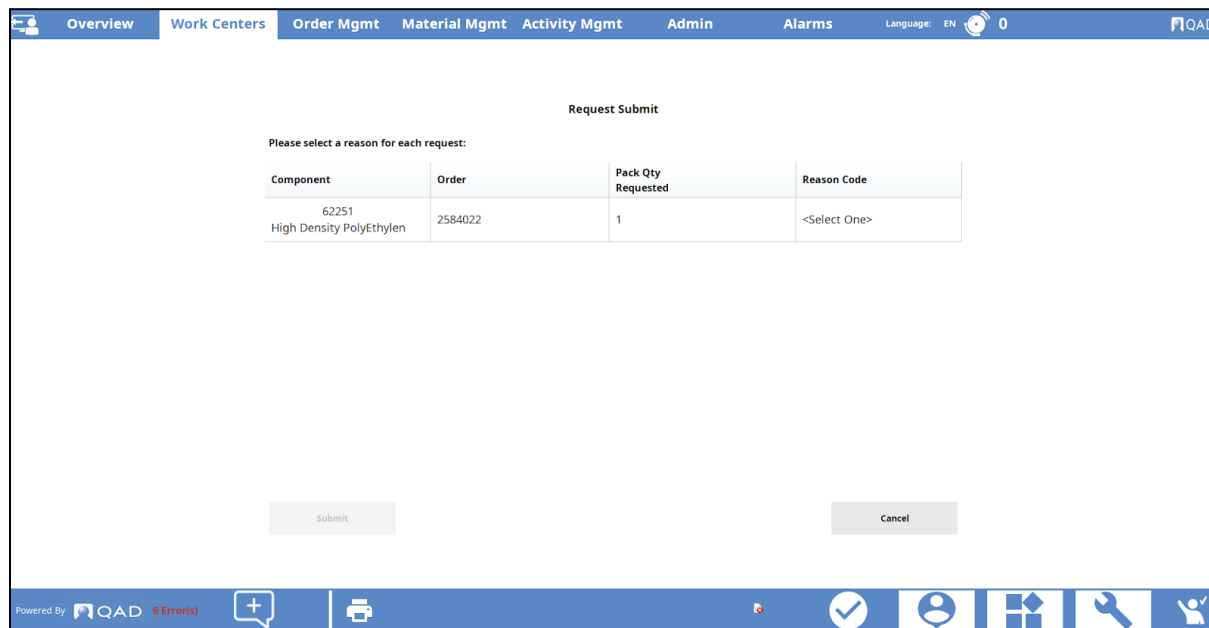 Overview Work Centers Order Mgmt Material Mgmt Activity Mgmt Admin Alarms Language: EN 0 QAD
Request Submit
Please select a reason for each request:
Component Order Pack Qty Requested Reason Code
62251
High Density PolyEthylen 2584022 1 <Select One>
Submit Cancel
Powered By QAD 6 Error(s)